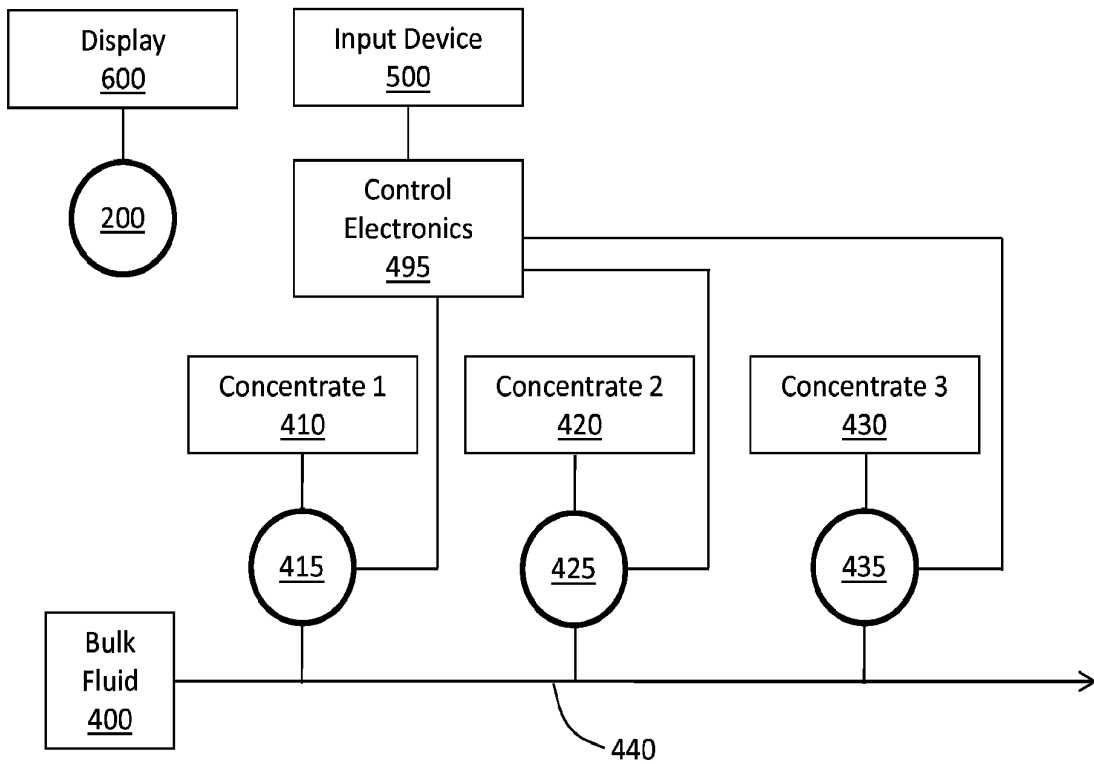 Display
600
Input Device
500
200
Control
Electronics
495
Concentrate 1
410
Concentrate 2
420
Concentrate 3
430
415
425
435
Bulk
Fluid
400
440